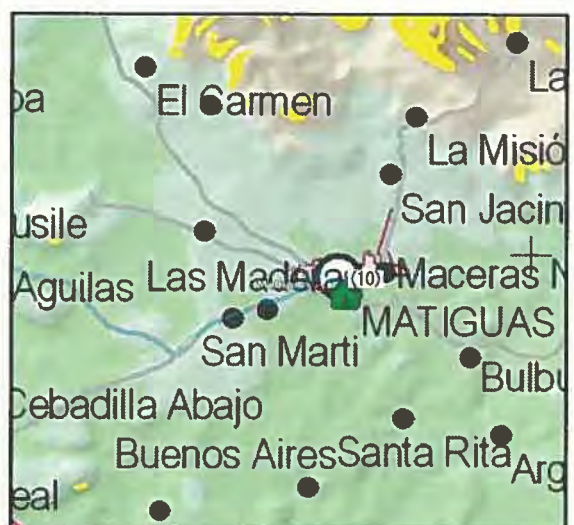 La
pa
El Carmen
La Misió
San Jacin
usile
Aguilas
Las Madera
(10)
Maceras N
MATIGUAS
San Marti
Bulbu
Cebadilla Abajo
Buenos Aires
Santa Rita
Arg
eal